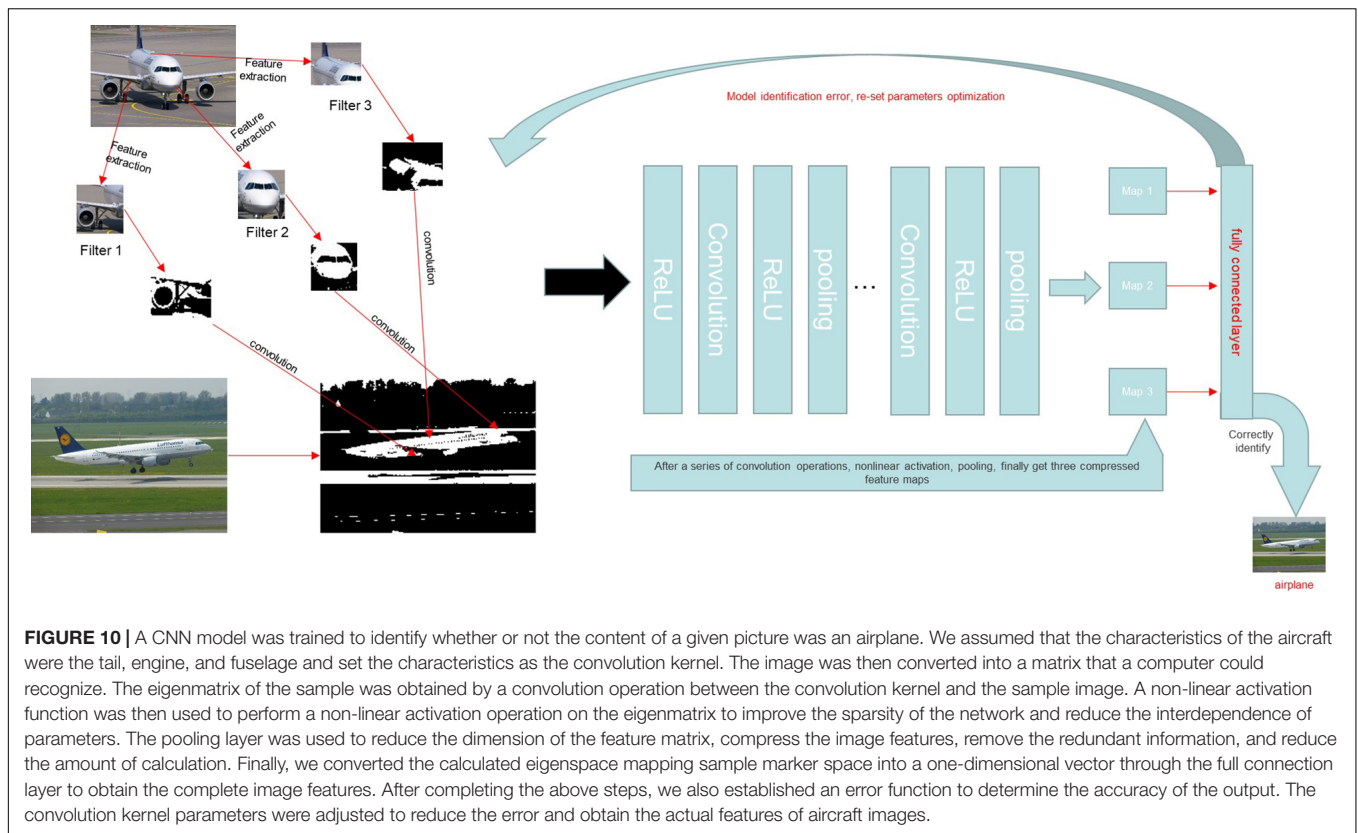 Feature
extraction
Filter 3
Feature
extraction
Feature
extraction
Filter 1
Filter 2
convolution
convolution
convolution
Lufthansa
Model identification error, re-set parameters optimization
ReLU
Convolution
ReLU
pooling
...
Convolution
ReLU
pooling
Map 1
Map 2
Map 3
fully connected layer
After a series of convolution operations, nonlinear activation, pooling, finally get three compressed
feature maps
Correctly
identify
airplane
FIGURE 10 | A CNN model was trained to identify whether or not the content of a given picture was an airplane. We assumed that the characteristics of the aircraft
were the tail, engine, and fuselage and set the characteristics as the convolution kernel. The image was then converted into a matrix that a computer could
recognize. The eigenmatrix of the sample was obtained by a convolution operation between the convolution kernel and the sample image. A non-linear activation
function was then used to perform a non-linear activation operation on the eigenmatrix to improve the sparsity of the network and reduce the interdependence of
parameters. The pooling layer was used to reduce the dimension of the feature matrix, compress the image features, remove the redundant information, and reduce
the amount of calculation. Finally, we converted the calculated eigenspace mapping sample marker space into a one-dimensional vector through the full connection
layer to obtain the complete image features. After completing the above steps, we also established an error function to determine the accuracy of the output. The
convolution kernel parameters were adjusted to reduce the error and obtain the actual features of aircraft images.